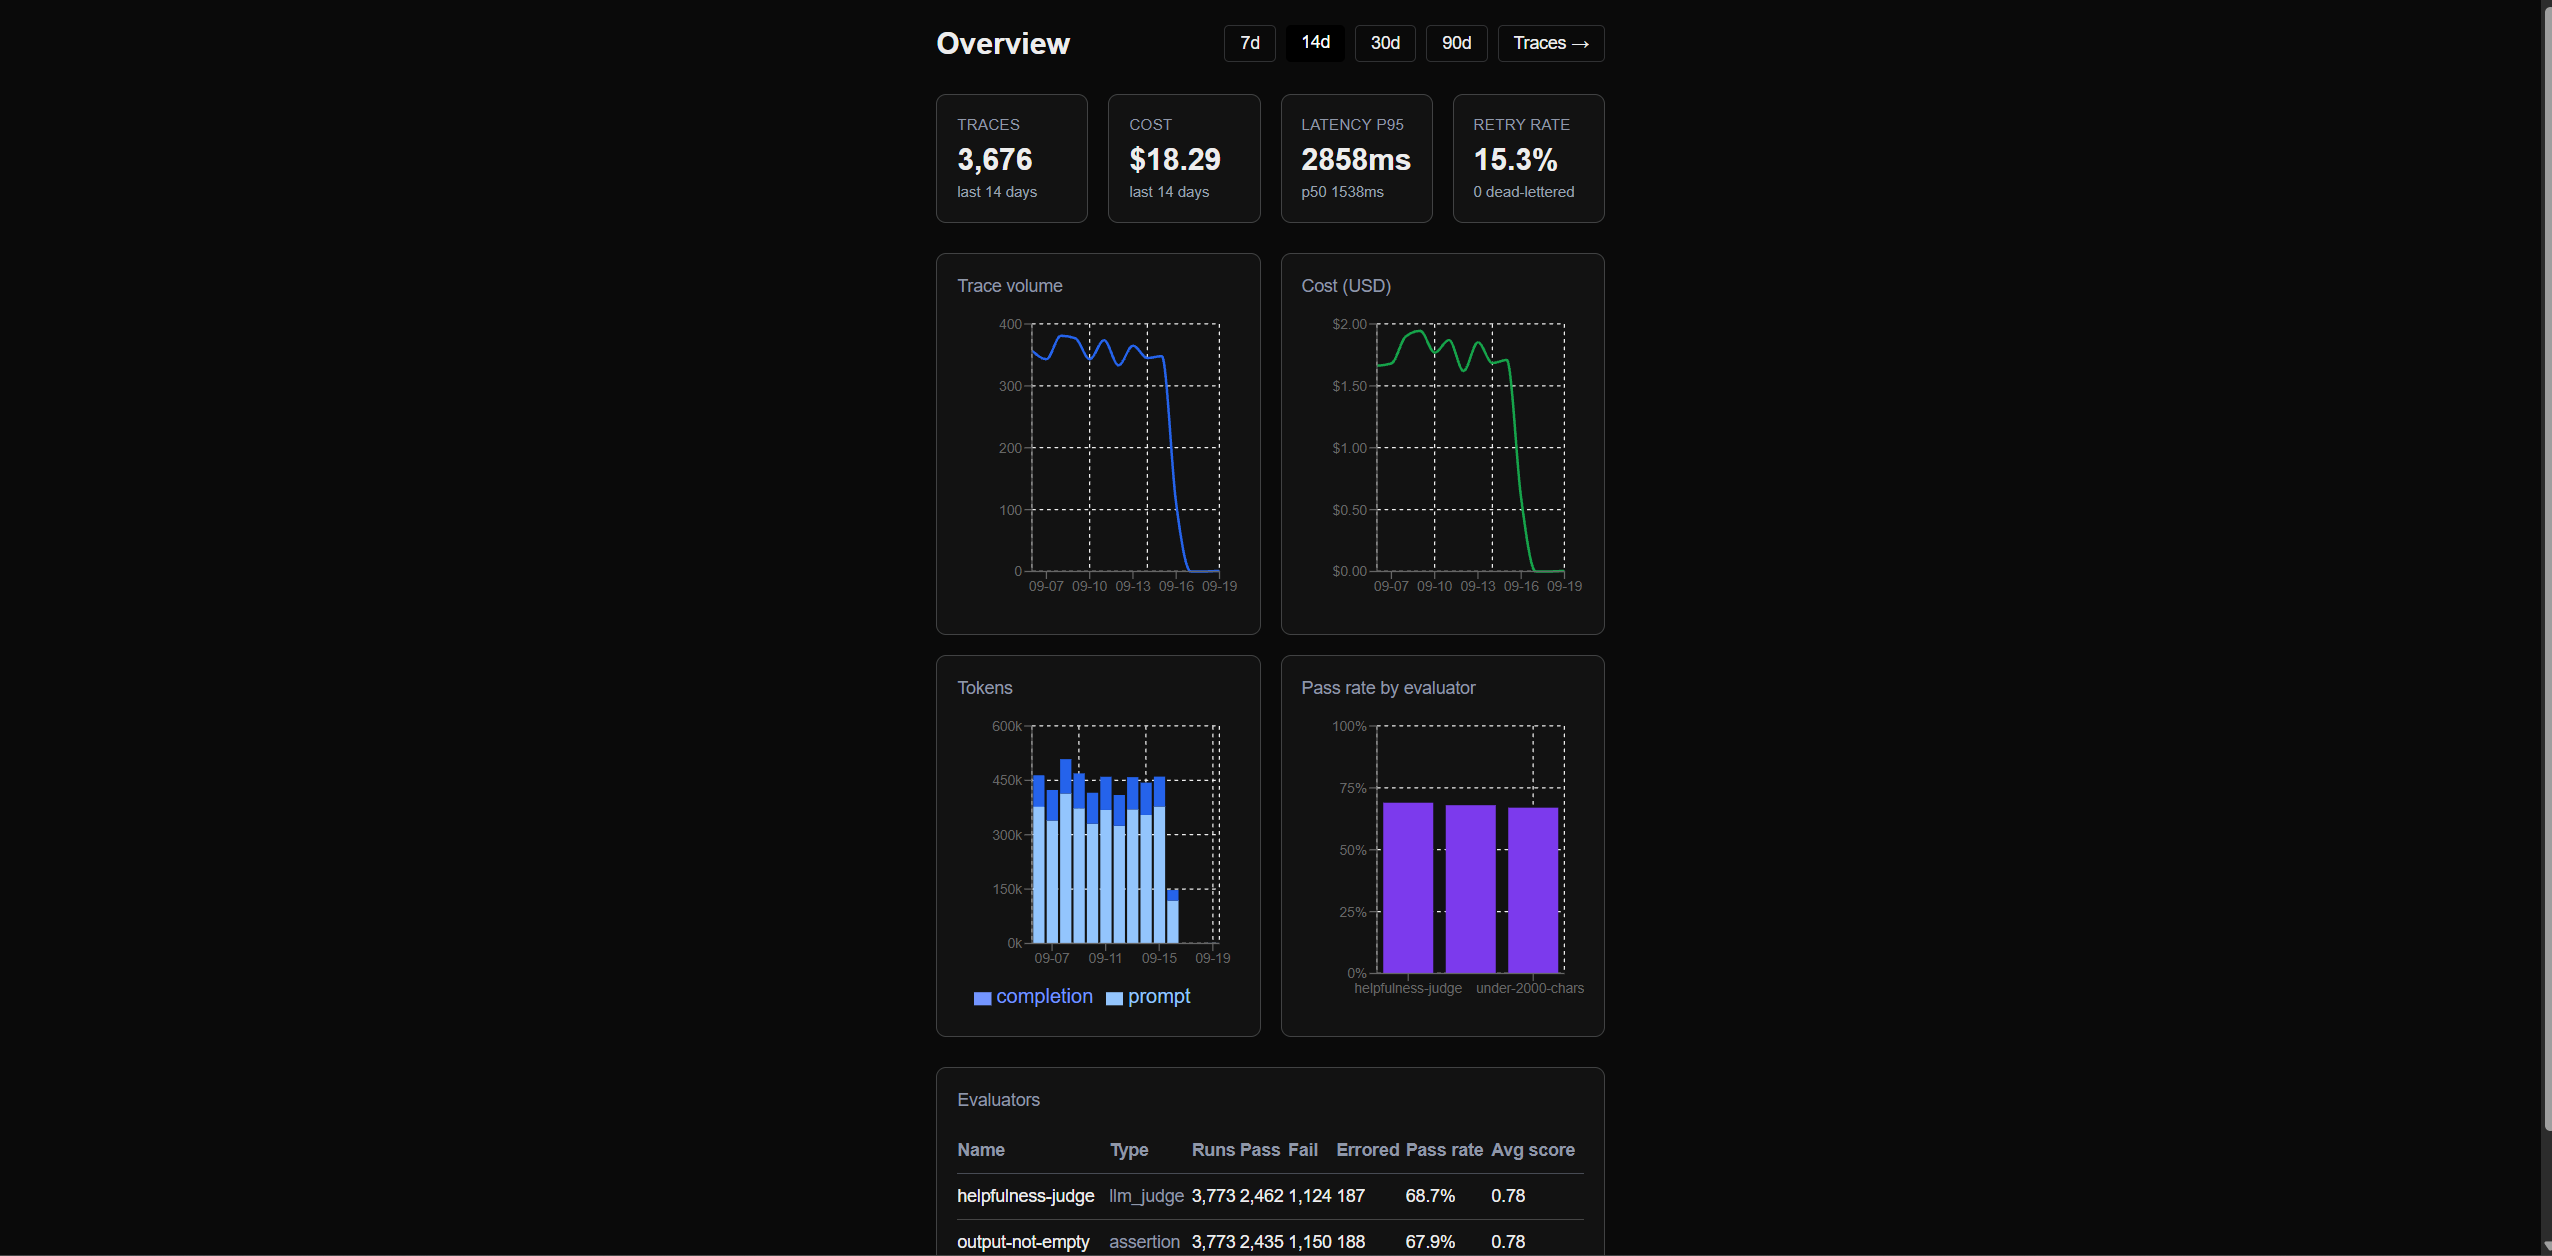 Overview
7d 14d 30d 90d Traces →
TRACES
3,676
last 14 days
COST
$18.29
last 14 days
LATENCY P95
2858ms
p50 1538ms
RETRY RATE
15.3%
0 dead-lettered
Trace volume
400
300
200
100
0
09-07 09-10 09-13 09-16 09-19
Cost (USD)
$2.00
$1.50
$1.00
$0.50
$0.00
09-07 09-10 09-13 09-16 09-19
Tokens
600k
450k
300k
150k
0k
09-07 09-11 09-15 09-19
completion prompt
Pass rate by evaluator
100%
75%
50%
25%
0%
helpfulness-judge under-2000-chars
Evaluators
Name Type Runs Pass Fail Errored Pass rate Avg score
helpfulness-judge llm_judge 3,773 2,462 1,124 187 68.7% 0.78
output-not-empty assertion 3,773 2,435 1,150 188 67.9% 0.78